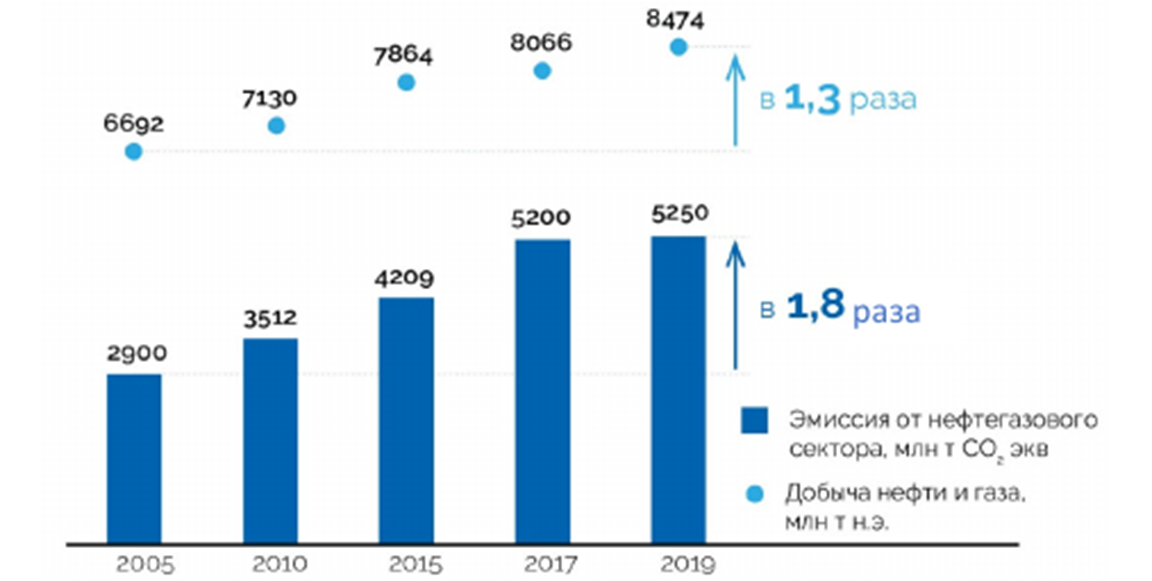 8474
8066
7864
7130
6692
в 1,3 раза
5250
5200
4209
3512
2900
в 1,8 раза
Эмиссия от нефтегазового
сектора, млн т CO₂ экв
Добыча нефти и газа,
млн т н.э.
2005 2010 2015 2017 2019